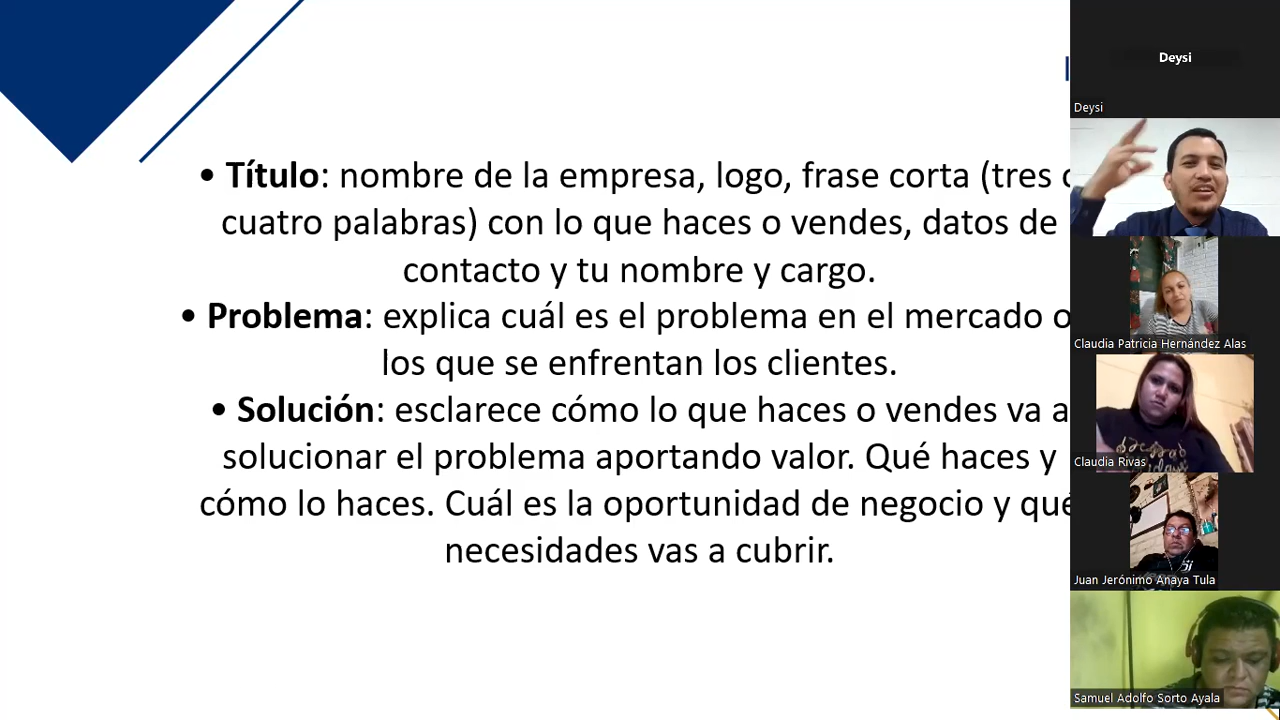 • Título: nombre de la empresa, logo, frase corta (tres
cuatro palabras) con lo que haces o vendes, datos de
contacto y tu nombre y cargo.
• Problema: explica cuál es el problema en el mercado o
los que se enfrentan los clientes.
• Solución: esclarece cómo lo que haces o vendes va a
solucionar el problema aportando valor. Qué haces y
cómo lo haces. Cuál es la oportunidad de negocio y qué
necesidades vas a cubrir.
Deysi
Deysi
Claudia Patricia Hernández Alas
Claudia Rivas
Juan Jerónimo Anaya Tula
Samuel Adolfo Sorto Ayala